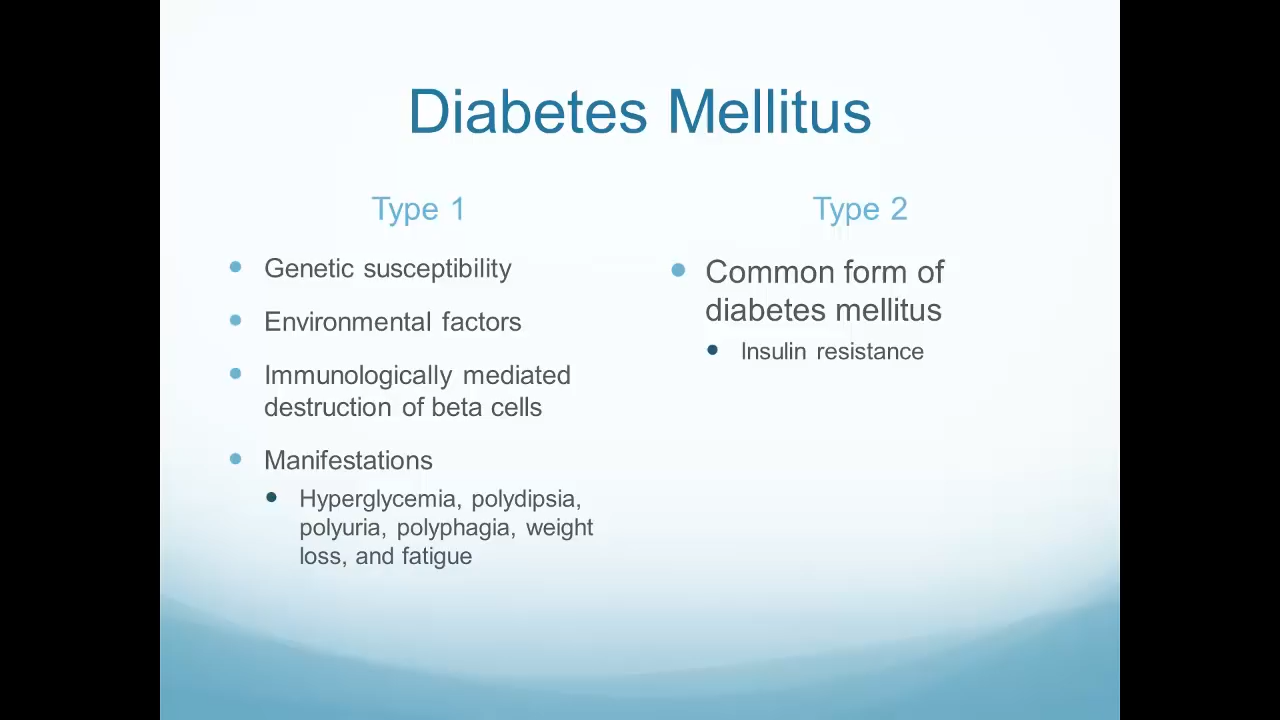 Diabetes Mellitus
Type 1
Genetic susceptibility
Environmental factors
Immunologically mediated
destruction of beta cells
Manifestations
Hyperglycemia, polydipsia,
polyuria, polyphagia, weight
loss, and fatigue
Type 2
Common form of
diabetes mellitus
Insulin resistance